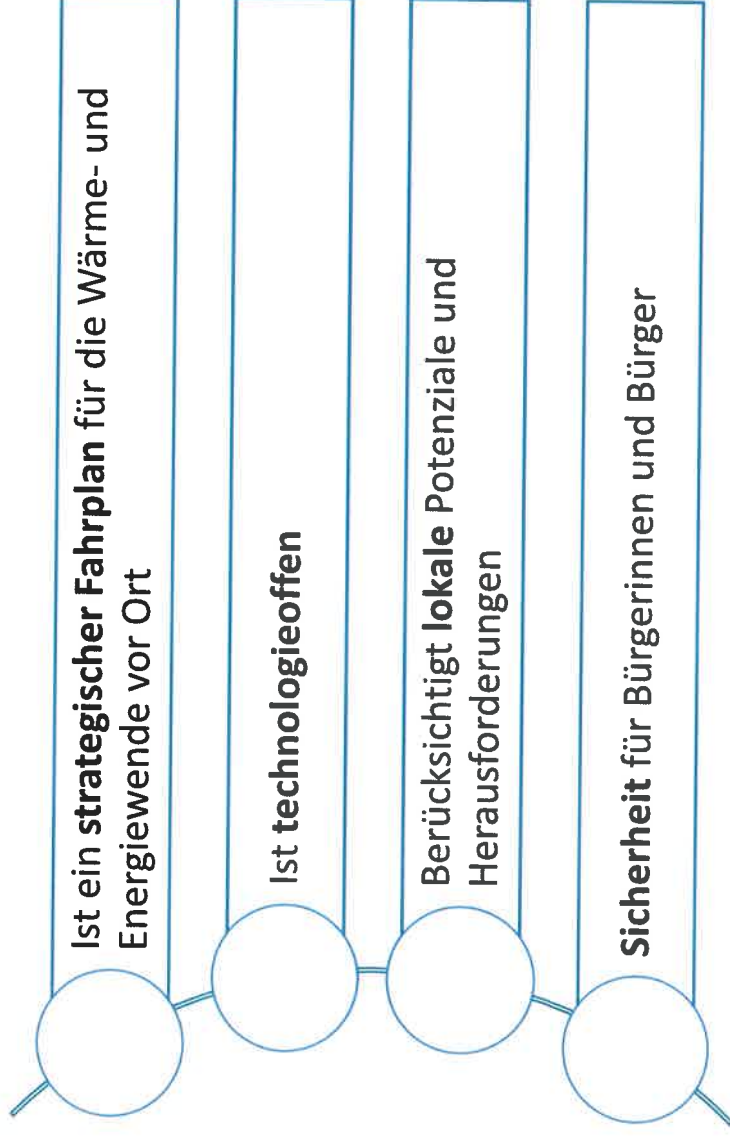 Ist ein strategischer Fahrplan für die Wärme- und
Energiewende vor Ort
Ist technologieoffen
Berücksichtigt lokale Potenziale und
Herausforderungen
Sicherheit für Bürgerinnen und Bürger